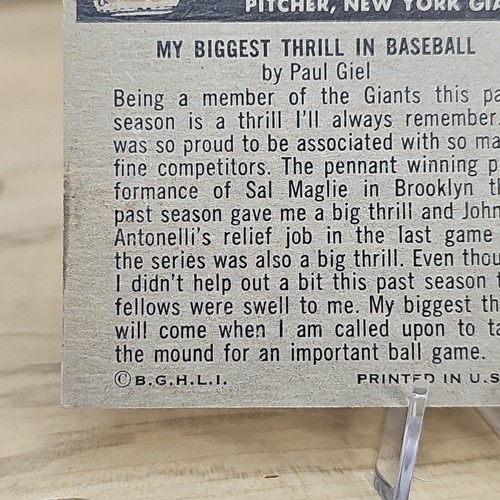 PITCHER, NEW YORK GIA
MY BIGGEST THRILL IN BASEBALL
by Paul Giel
Being a member of the Giants this pa
season is a thrill I'll always remember.
was so proud to be associated with so ma
fine competitors. The pennant winning p
formance of Sal Maglie in Brooklyn th
past season gave me a big thrill and John
Antonelli's relief job in the last game
the series was also a big thrill. Even thou
I didn't help out a bit this past season t
fellows were swell to me. My biggest th
will come when I am called upon to ta
the mound for an important ball game.
©B.G.H.L.I. PRINTED IN U.S